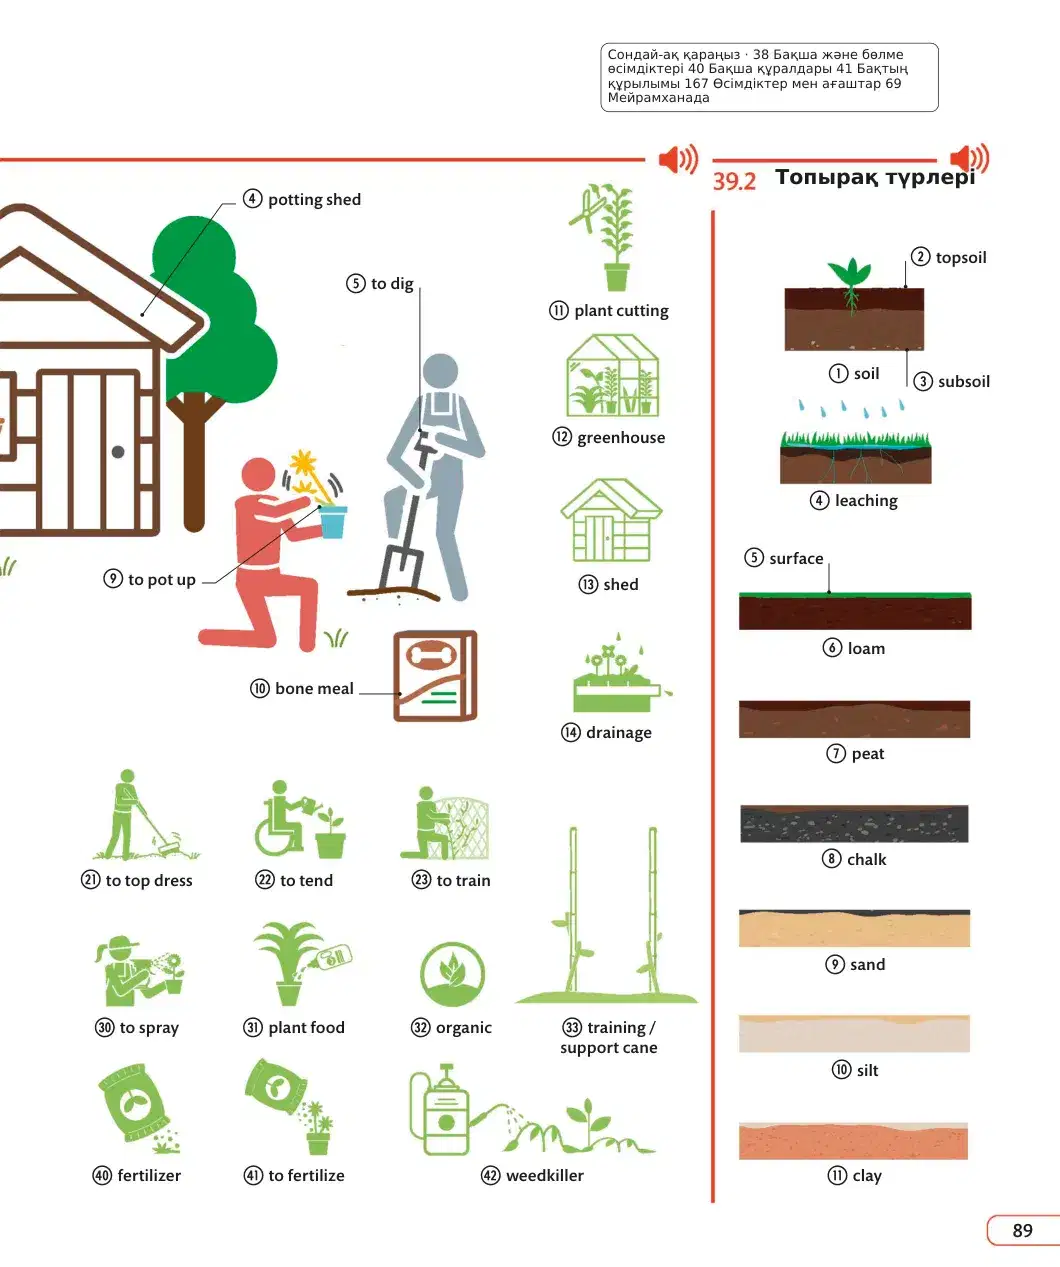 Сондай-ақ қараңыз · 38 Бақша және бөлме
өсімдіктері 40 Бақша құралдары 41 Бақтың
құрылымы 167 Өсімдіктер мен ағаштар 69
Мейрамханада
39.2 Топырақ түрлері
4 potting shed
5 to dig
9 to pot up
10 bone meal
11 plant cutting
12 greenhouse
13 shed
14 drainage
21 to top dress
22 to tend
23 to train
30 to spray
31 plant food
32 organic
33 training /
support cane
40 fertilizer
41 to fertilize
42 weedkiller
2 topsoil
1 soil
3 subsoil
4 leaching
5 surface
6 loam
7 peat
8 chalk
9 sand
10 silt
11 clay
89